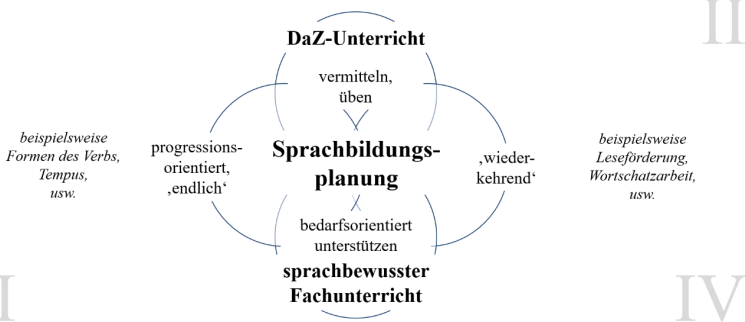 II
DaZ-Unterricht
vermitteln,
üben
beispielsweise
Formen des Verbs,
Tempus,
usw.
progressions-
orientiert,
‚endlich‘
Sprachbildungs-
planung
‚wieder-
kehrend‘
beispielsweise
Leseförderung,
Wortschatzarbeit,
usw.
bedarfsorientiert
unterstützen
sprachbewusster
Fachunterricht
IV